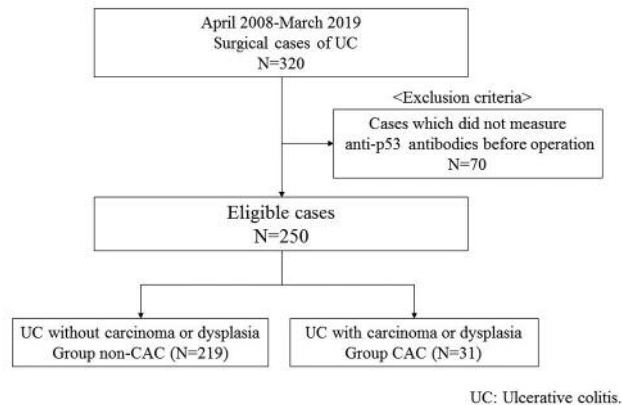 April 2008-March 2019
Surgical cases of UC
N=320
<Exclusion criteria>
Cases which did not measure
anti-p53 antibodies before operation
N=70
Eligible cases
N=250
UC without carcinoma or dysplasia
Group non-CAC (N=219)
UC with carcinoma or dysplasia
Group CAC (N=31)
UC: Ulcerative colitis.